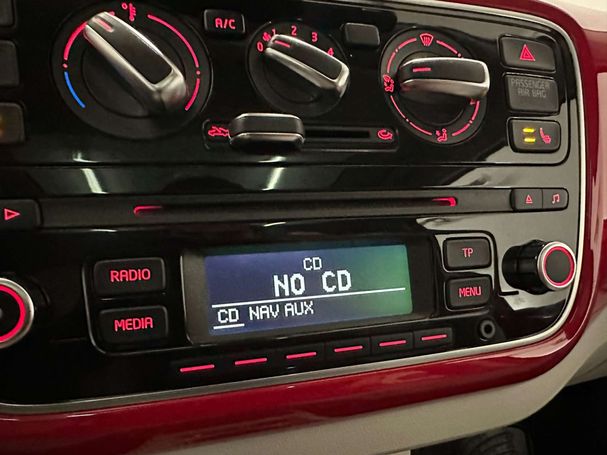 A/C
0 1 2 3 4
PASSENGER
AIR BAG
CD
NO CD
CD NAV AUX
RADIO
MEDIA
TP
MENU